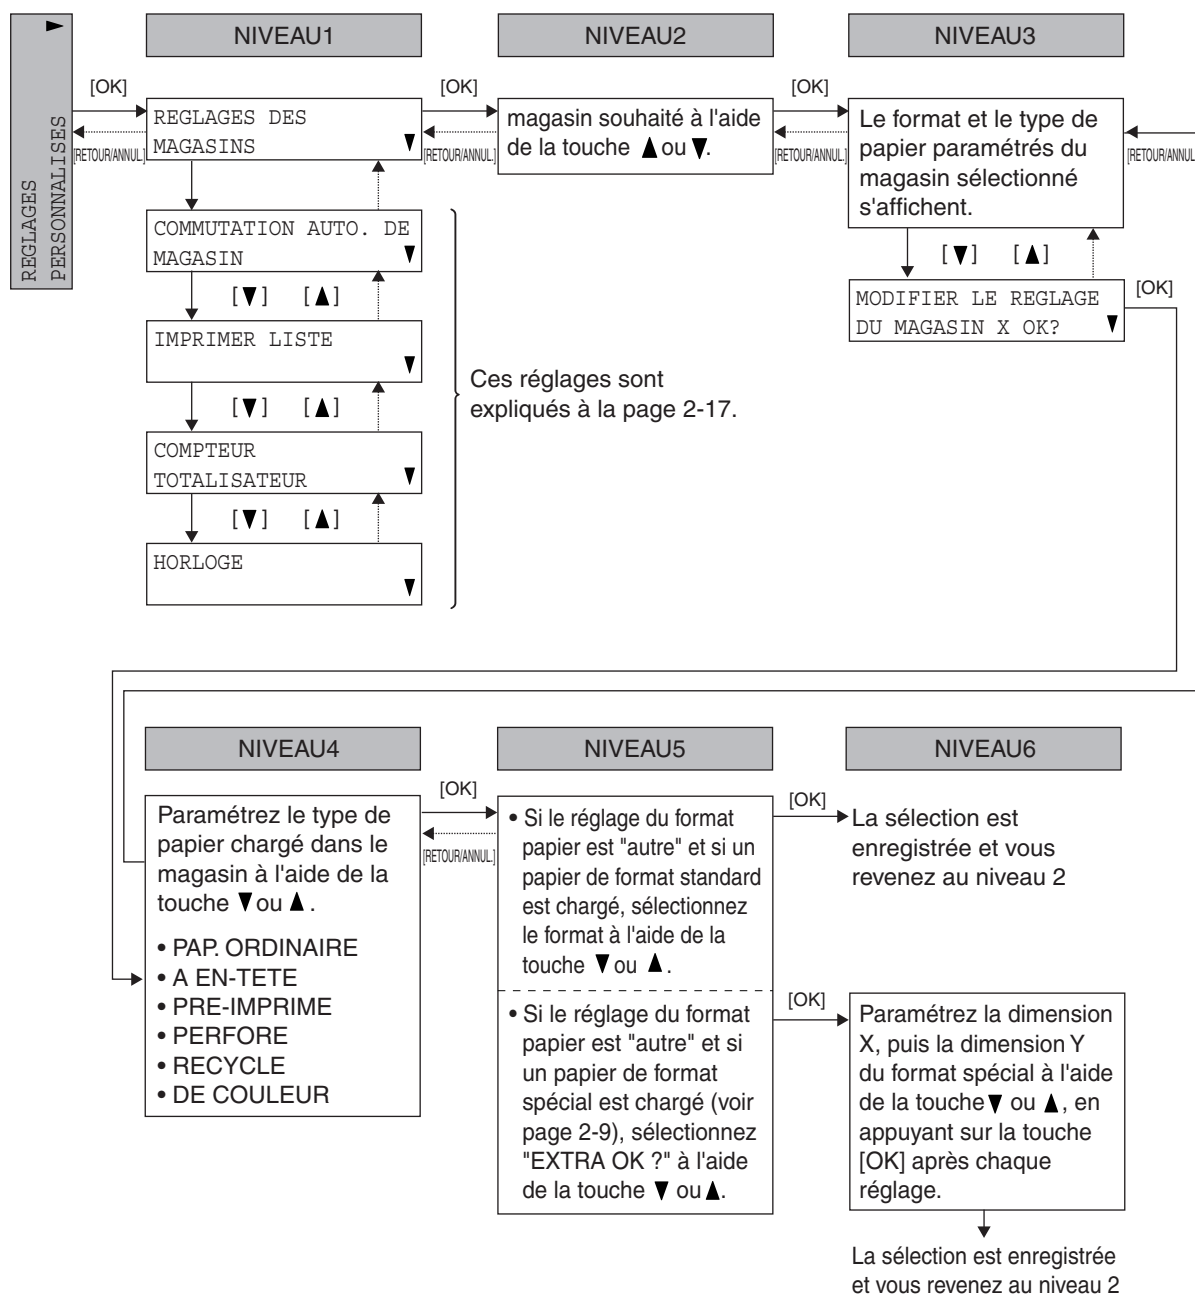 REGLAGES
PERSONNALISES
NIVEAU1
NIVEAU2
NIVEAU3
[OK]
[RETOUR/ANNUL.]
REGLAGES DES
MAGASINS ▼
[OK]
[RETOUR/ANNUL.]
magasin souhaité à l'aide
de la touche ▲ ou ▼.
[OK]
[RETOUR/ANNUL.]
Le format et le type de
papier paramétrés du
magasin sélectionné
s'affichent.
[RETOUR/ANNUL
[▼] [▲]
MODIFIER LE REGLAGE
DU MAGASIN X OK? ▼
[OK]
COMMUTATION AUTO. DE
MAGASIN ▼
[▼] [▲]
IMPRIMER LISTE
▼
[▼] [▲]
COMPTEUR
TOTALISATEUR ▼
[▼] [▲]
HORLOGE
▼
Ces réglages sont
expliqués à la page 2-17.
NIVEAU4
NIVEAU5
NIVEAU6
Paramétrez le type de
papier chargé dans le
magasin à l'aide de la
touche ▼ ou ▲ .
• PAP. ORDINAIRE
• A EN-TETE
• PRE-IMPRIME
• PERFORE
• RECYCLE
• DE COULEUR
[OK]
[RETOUR/ANNUL.]
• Si le réglage du format
papier est "autre" et si un
papier de format standard
est chargé, sélectionnez
le format à l'aide de la
touche ▼ ou ▲ .
[OK]
La sélection est
enregistrée et vous
revenez au niveau 2
• Si le réglage du format
papier est "autre" et si
un papier de format
spécial est chargé (voir
page 2-9), sélectionnez
"EXTRA OK ?" à l'aide
de la touche ▼ ou ▲.
[OK]
Paramétrez la dimension
X, puis la dimension Y
du format spécial à l'aide
de la touche ▼ ou ▲, en
appuyant sur la touche
[OK] après chaque
réglage.
La sélection est enregistrée
et vous revenez au niveau 2